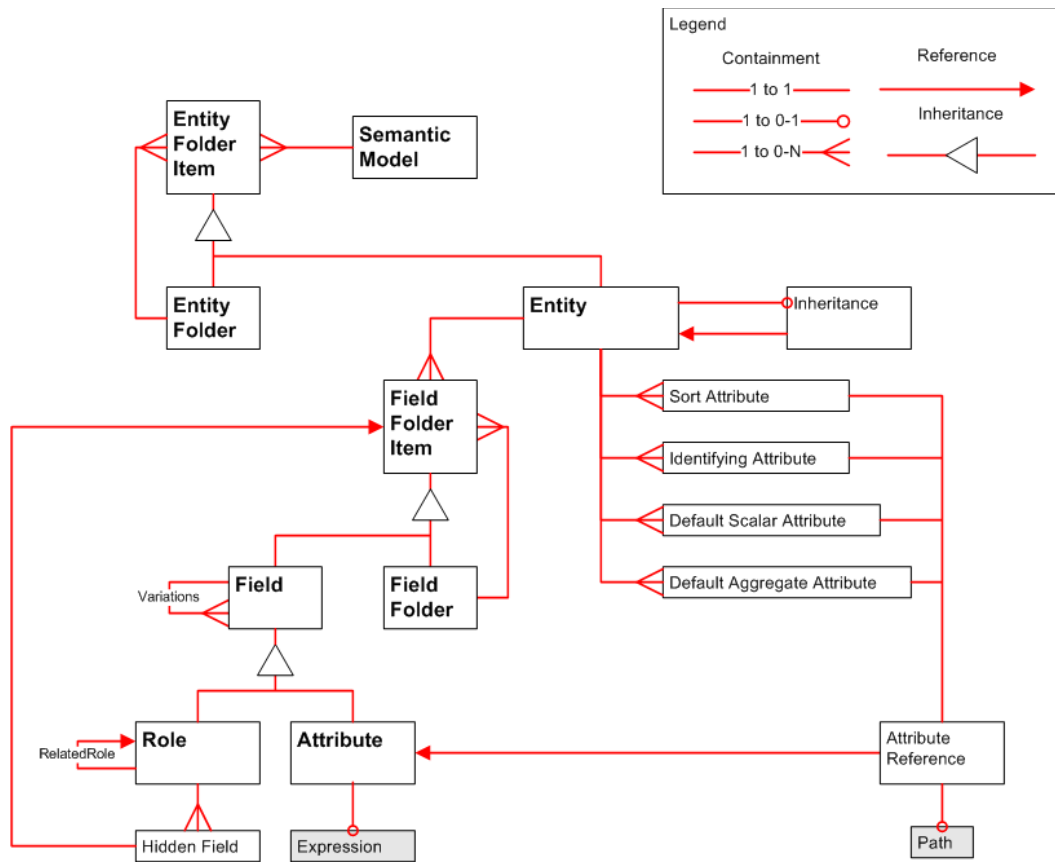 Legend
Containment
Reference
1 to 1
1 to 0-1
Inheritance
1 to 0-N
Entity
Folder
Item
Semantic
Model
Entity
Folder
Entity
Inheritance
Field
Folder
Item
Sort Attribute
Identifying Attribute
Default Scalar Attribute
Default Aggregate Attribute
Variations
Field
Field
Folder
RelatedRole
Role
Attribute
Attribute
Reference
Hidden Field
Expression
Path